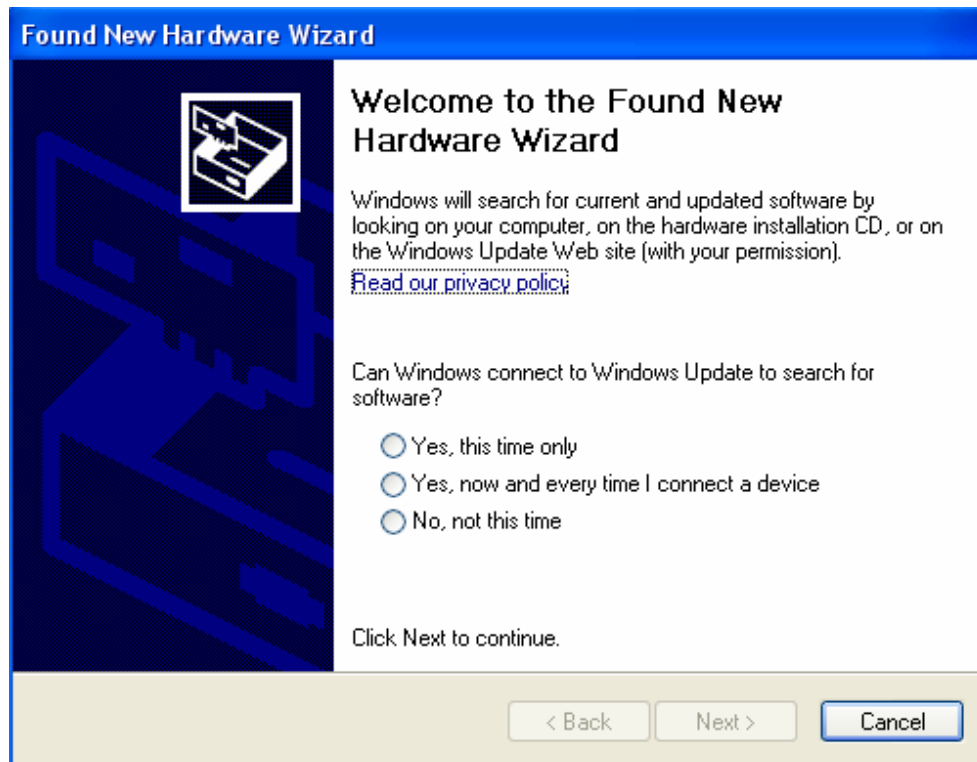 Found New Hardware Wizard
Welcome to the Found New
Hardware Wizard
Windows will search for current and updated software by
looking on your computer, on the hardware installation CD, or on
the Windows Update Web site (with your permission).
Read our privacy policy
Can Windows connect to Windows Update to search for
software?
Yes, this time only
Yes, now and every time I connect a device
No, not this time
Click Next to continue.
< Back Next > Cancel